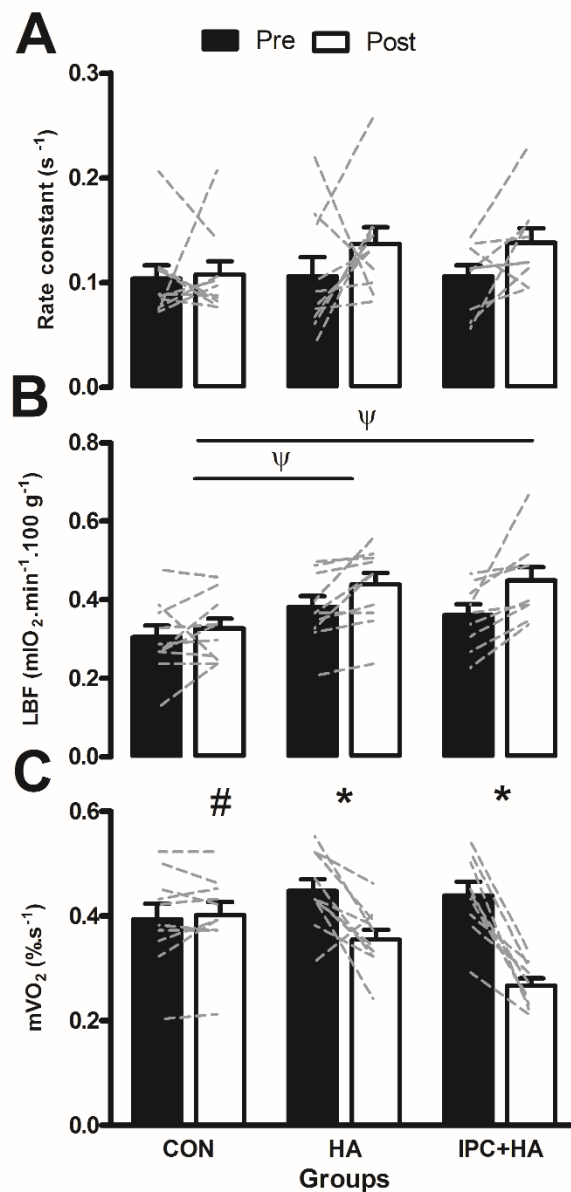 A
Pre Post
Rate constant (s⁻¹)
0.3
0.2
0.1
0.0
B
LBF (mlO₂.min⁻¹.100 g⁻¹)
0.8
0.6
0.4
0.2
0.0
ψ
ψ
C
mVO₂ (%.s⁻¹)
0.6
0.4
0.2
0.0
# * *
CON HA IPC+HA
Groups